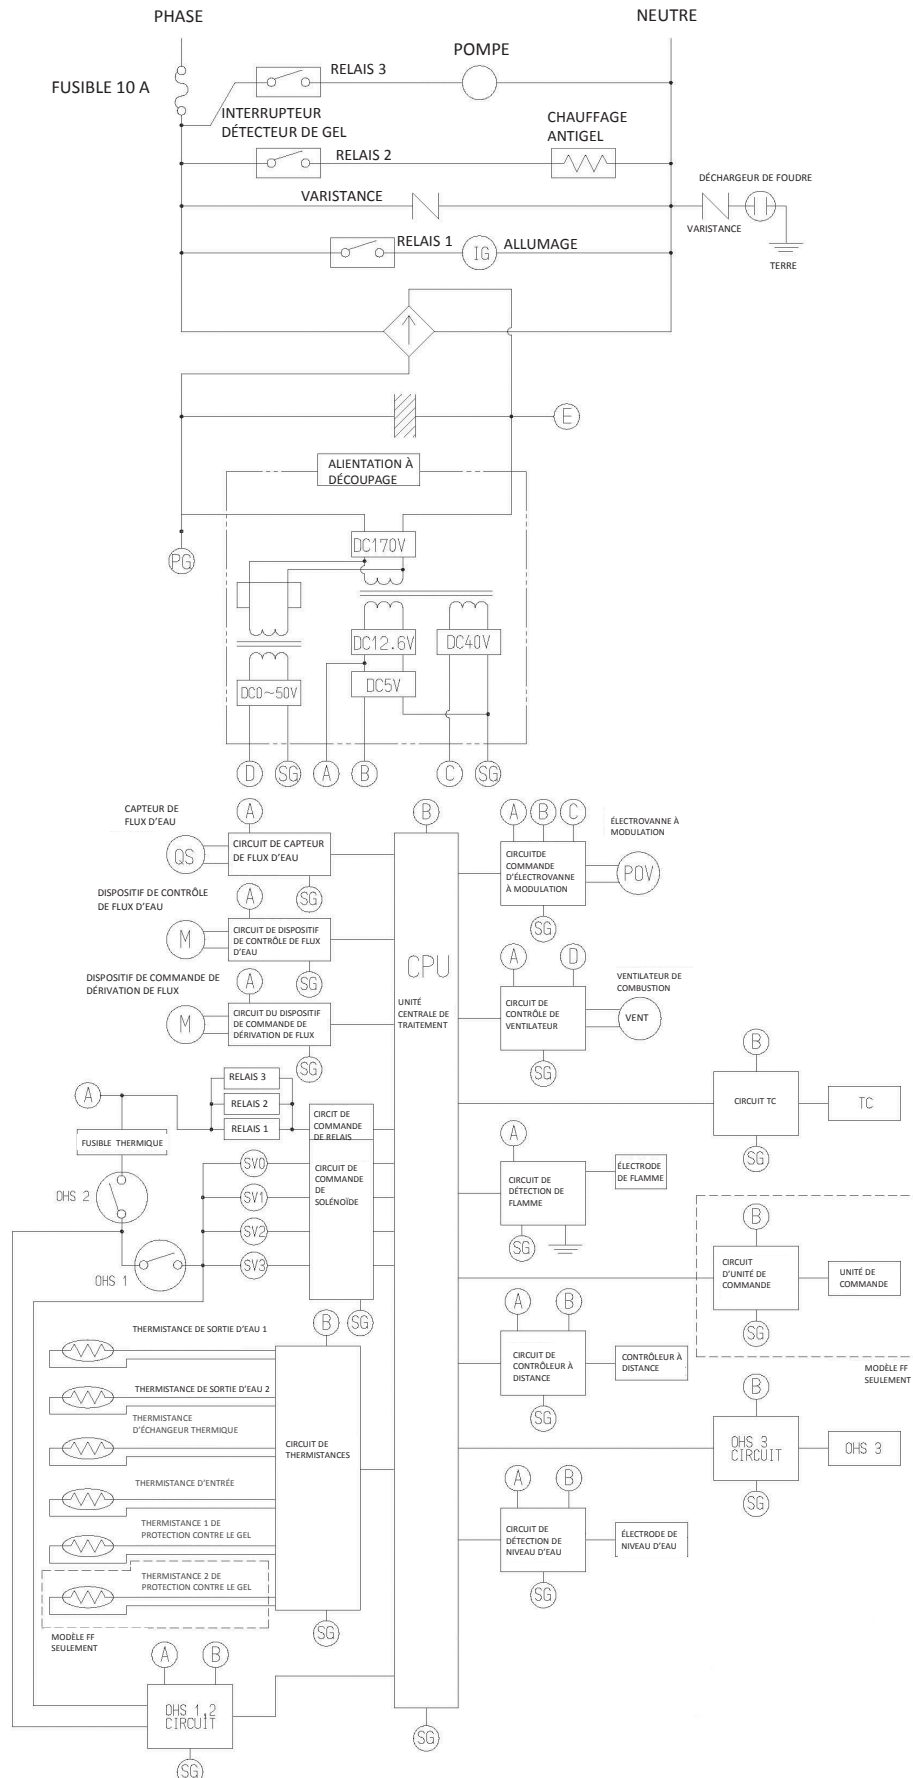 PHASE
NEUTRE
POMPE
RELAIS 3
FUSIBLE 10 A
INTERRUPTEUR
DÉTECTEUR DE GEL
CHAUFFAGE
ANTIGEL
RELAIS 2
DÉCHARGEUR DE FOUDRE
VARISTANCE
VARISTANCE
RELAIS 1
IG
ALLUMAGE
TERRE
E
ALIENTATION À
DÉCOUPAGE
DC170V
PG
DC12.6V
DC40V
DC0~50V
DC5V
D
SG
A
B
C
SG
CAPTEUR DE
FLUX D'EAU
A
QS
CIRCUIT DE CAPTEUR
DE FLUX D'EAU
SG
B
A
B
C
ÉLECTROVANNE À
MODULATION
CIRCUITDE
COMMANDE
D'ÉLECTROVANNE
À MODULATION
POV
SG
DISPOSITIF DE CONTRÔLE
DE FLUX D'EAU
A
M
CIRCUIT DE DISPOSITIF
DE CONTRÔLE DE FLUX
D'EAU
SG
CPU
UNITÉ
CENTRALE DE
TRAITEMENT
A
D
VENTILATEUR DE
COMBUSTION
CIRCUIT DE
CONTRÔLE DE
VENTILATEUR
VENT
SG
DISPOSITIF DE COMMANDE DE
DÉRIVATION DE FLUX
A
M
CIRCUIT DU DISPOSITIF
DE COMMANDE DE
DÉRIVATION DE FLUX
SG
B
CIRCUIT TC
TC
SG
A
RELAIS 3
RELAIS 2
RELAIS 1
CIRCIT DE
COMMANDE
DE RELAIS
FUSIBLE THERMIQUE
OHS 2
OHS 1
SV0
SV1
SV2
SV3
CIRCUIT DE
COMMANDE
DE
SOLÉNOÏDE
SG
A
CIRCUIT DE
DÉTECTION DE
FLAMME
ÉLECTRODE
DE FLAMME
SG
B
CIRCUIT
D'UNITÉ DE
COMMANDE
UNITÉ DE
COMMANDE
SG
MODÈLE FF
SEULEMENT
A
B
CIRCUIT DE
CONTRÔLEUR À
DISTANCE
CONTRÔLEUR À
DISTANCE
SG
B
THERMISTANCE DE SORTIE D'EAU 1
THERMISTANCE DE SORTIE D'EAU 2
THERMISTANCE
D'ÉCHANGEUR THERMIQUE
THERMISTANCE D'ENTRÉE
THERMISTANCE 1 DE
PROTECTION CONTRE LE GEL
THERMISTANCE 2 DE
PROTECTION CONTRE LE GEL
MODÈLE FF
SEULEMENT
CIRCUIT DE
THERMISTANCES
SG
B
OHS 3
CIRCUIT
OHS 3
SG
A
B
CIRCUIT DE
DÉTECTION DE
NIVEAU D'EAU
ÉLECTRODE DE
NIVEAU D'EAU
SG
A
B
OHS 1,2
CIRCUIT
SG
SG